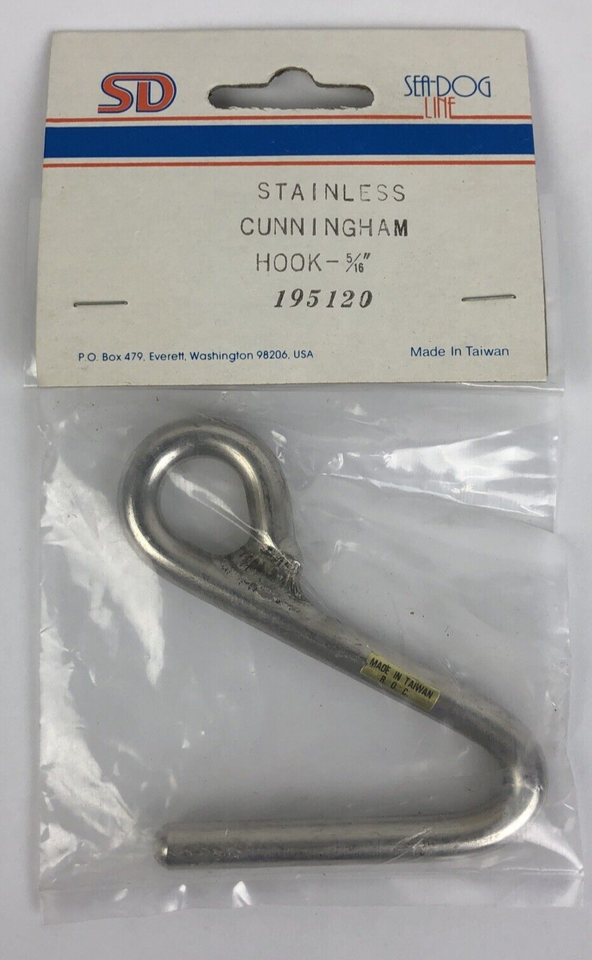 SD
SEA-DOG
LINE
STAINLESS
CUNNINGHAM
HOOK - 5/16"
195120
P.O. Box 479, Everett, Washington 98206, USA
Made In Taiwan
MADE IN TAIWAN
R. O. C.